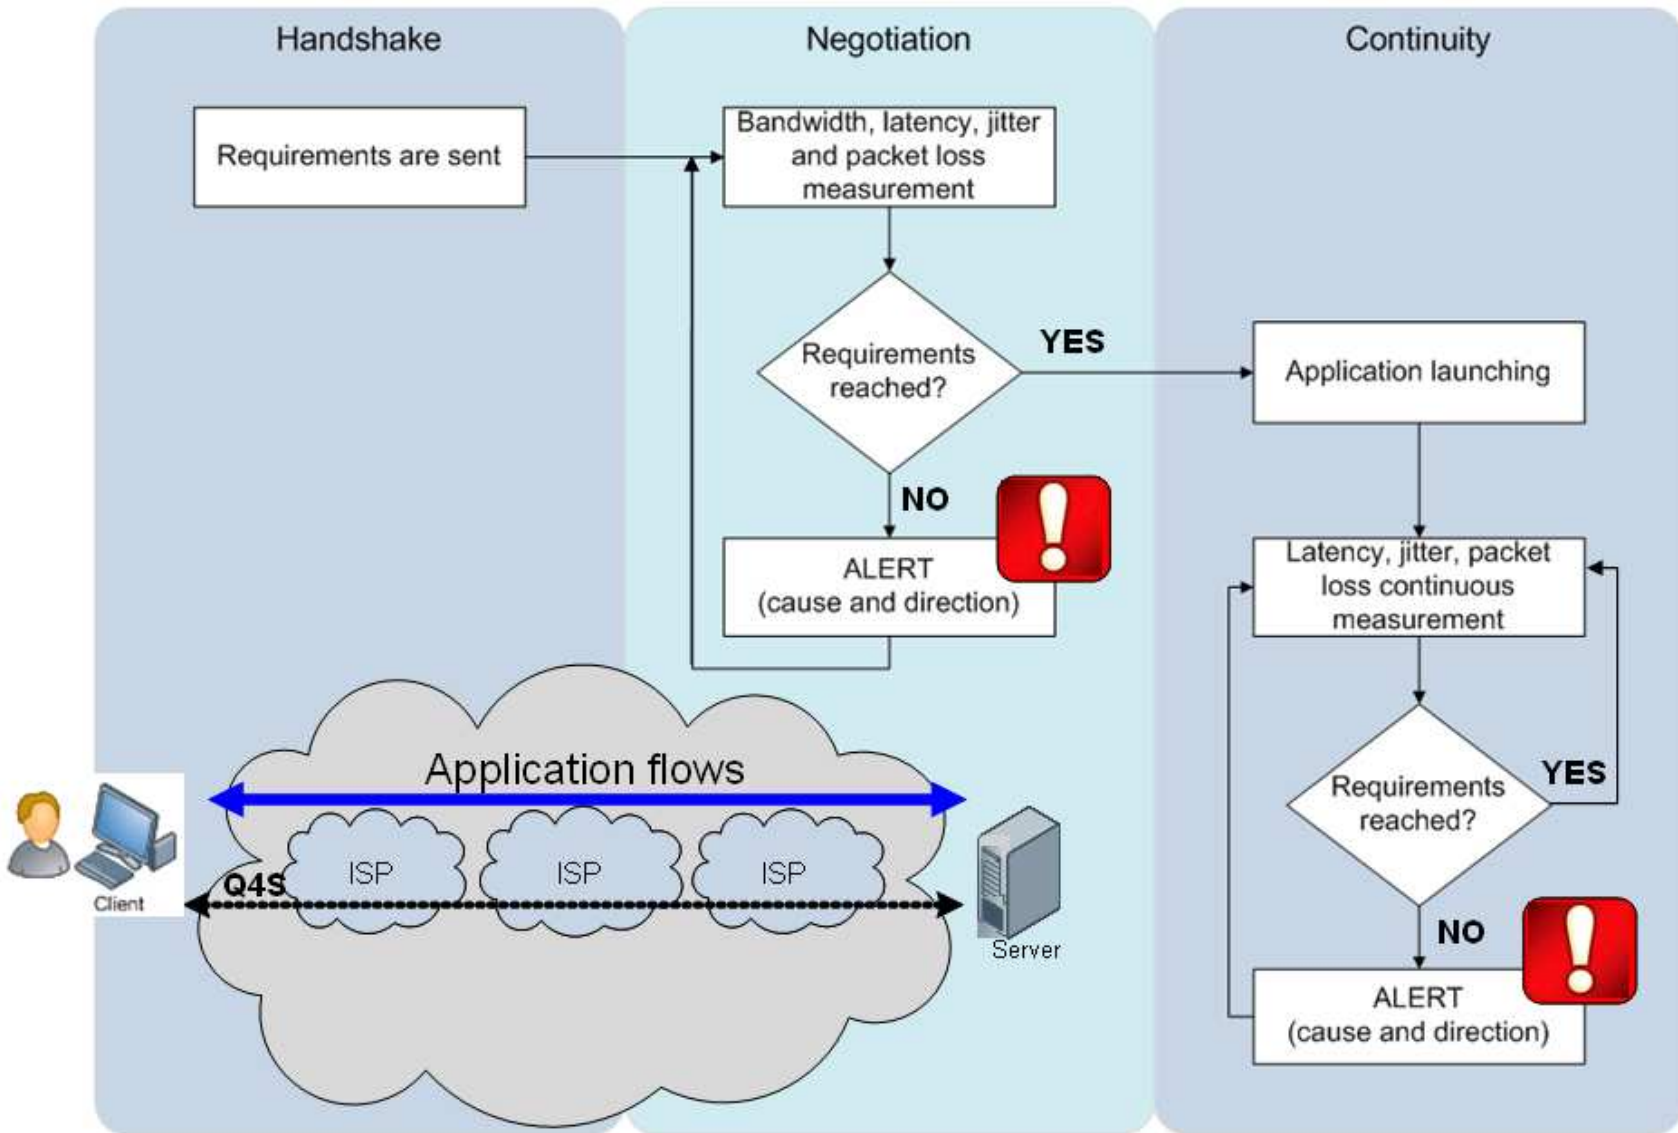 Handshake
Negotiation
Continuity
Requirements are sent
Bandwidth, latency, jitter
and packet loss
measurement
Requirements
reached?
YES
Application launching
NO
ALERT
(cause and direction)
Latency, jitter, packet
loss continuous
measurement
Requirements
reached?
YES
NO
ALERT
(cause and direction)
Application flows
ISP
ISP
ISP
Q4S
Client
Server